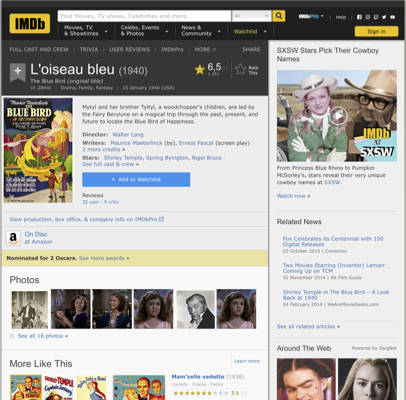 IMDb
Find Movies, TV shows, Celebrities and more...
All
IMDbPro
Help
Movies, TV
& Showtimes
Celebs, Events
& Photos
News &
Community
Watchlist
Sign in
FULL CAST AND CREW
TRIVIA
USER REVIEWS
IMDbPro
MORE
SHARE
L'oiseau bleu (1940)
The Blue Bird (original title)
1h 28min | Drama, Family, Fantasy | 15 January 1940 (USA)
6,5
Rate
This
Mytyl and her brother Tyltyl, a woodchopper's children, are led by
the Fairy Berylune on a magical trip through the past, present, and
future to locate the Blue Bird of Happiness.
Director: Walter Lang
Writers: Maurice Maeterlinck (by), Ernest Pascal (screen play)
2 more credits »
Stars: Shirley Temple, Spring Byington, Nigel Bruce
See full cast & crew »
+ Add to Watchlist
Reviews
View production, box office, & company info on IMDbPro
On Disc
at Amazon
Nominated for 2 Oscars. See more awards »
Photos
See all 18 photos »
More Like This
Learn more
Mam'zelle vedette (1938)
Comedy | Drama | Family
7,1
SXSW Stars Pick Their Cowboy
Names
IMDb
AT
SXSW
From Princess Blue Rhino to Pumpkin
McSorley's, stars reveal their very unique
cowboy names at SXSW.
Watch now »
Related News
Fox Celebrates its Centennial with 100
Digital Releases
Two Movies Starring (Inventor) Lamarr
Coming Up on TCM
02 November 2015 | Alt Film Guide
Shirley Temple in The Blue Bird – A Look
Back at 1940
24 February 2014 | WeAreMovieGeeks.com
See all related articles »
Around The Web
Powered by ZergNet